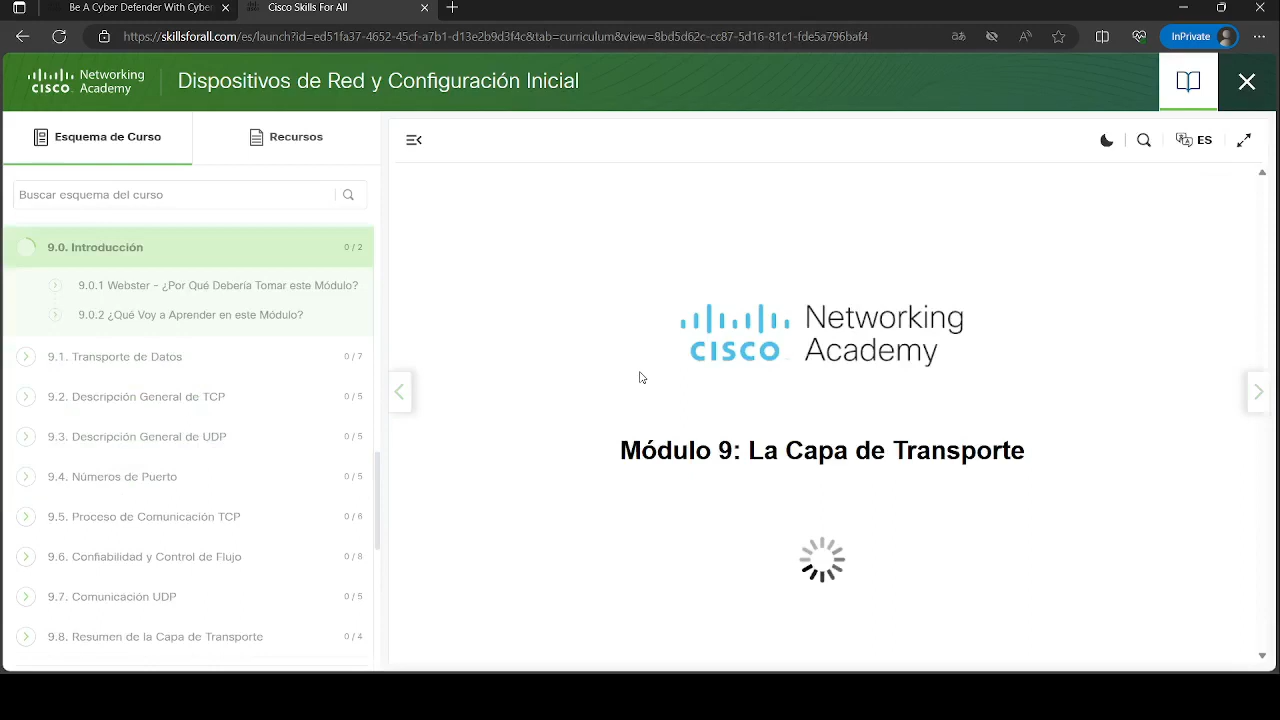 Be A Cyber Defender With Cyber
Cisco Skills For All
https://skillsforall.com/es/launch?id=ed51fa37-4652-45cf-a7b1-d13e2b9d3f4c8&tab=curriculum&view=8bd5d62c-cc87-5d16-81c1-fde5a796baf4
InPrivate
CISCO Networking Academy
Dispositivos de Red y Configuración Inicial
Esquema de Curso
Recursos
ES
Buscar esquema del curso
9.0. Introducción 0 / 2
9.0.1 Webster - ¿Por Qué Debería Tomar este Módulo?
9.0.2 ¿Qué Voy a Aprender en este Módulo?
9.1. Transporte de Datos 0 / 7
9.2. Descripción General de TCP 0 / 5
9.3. Descripción General de UDP 0 / 5
9.4. Números de Puerto 0 / 5
9.5. Proceso de Comunicación TCP 0 / 6
9.6. Confiabilidad y Control de Flujo 0 / 8
9.7. Comunicación UDP 0 / 5
9.8. Resumen de la Capa de Transporte 0 / 4
Networking
CISCO Academy
Módulo 9: La Capa de Transporte